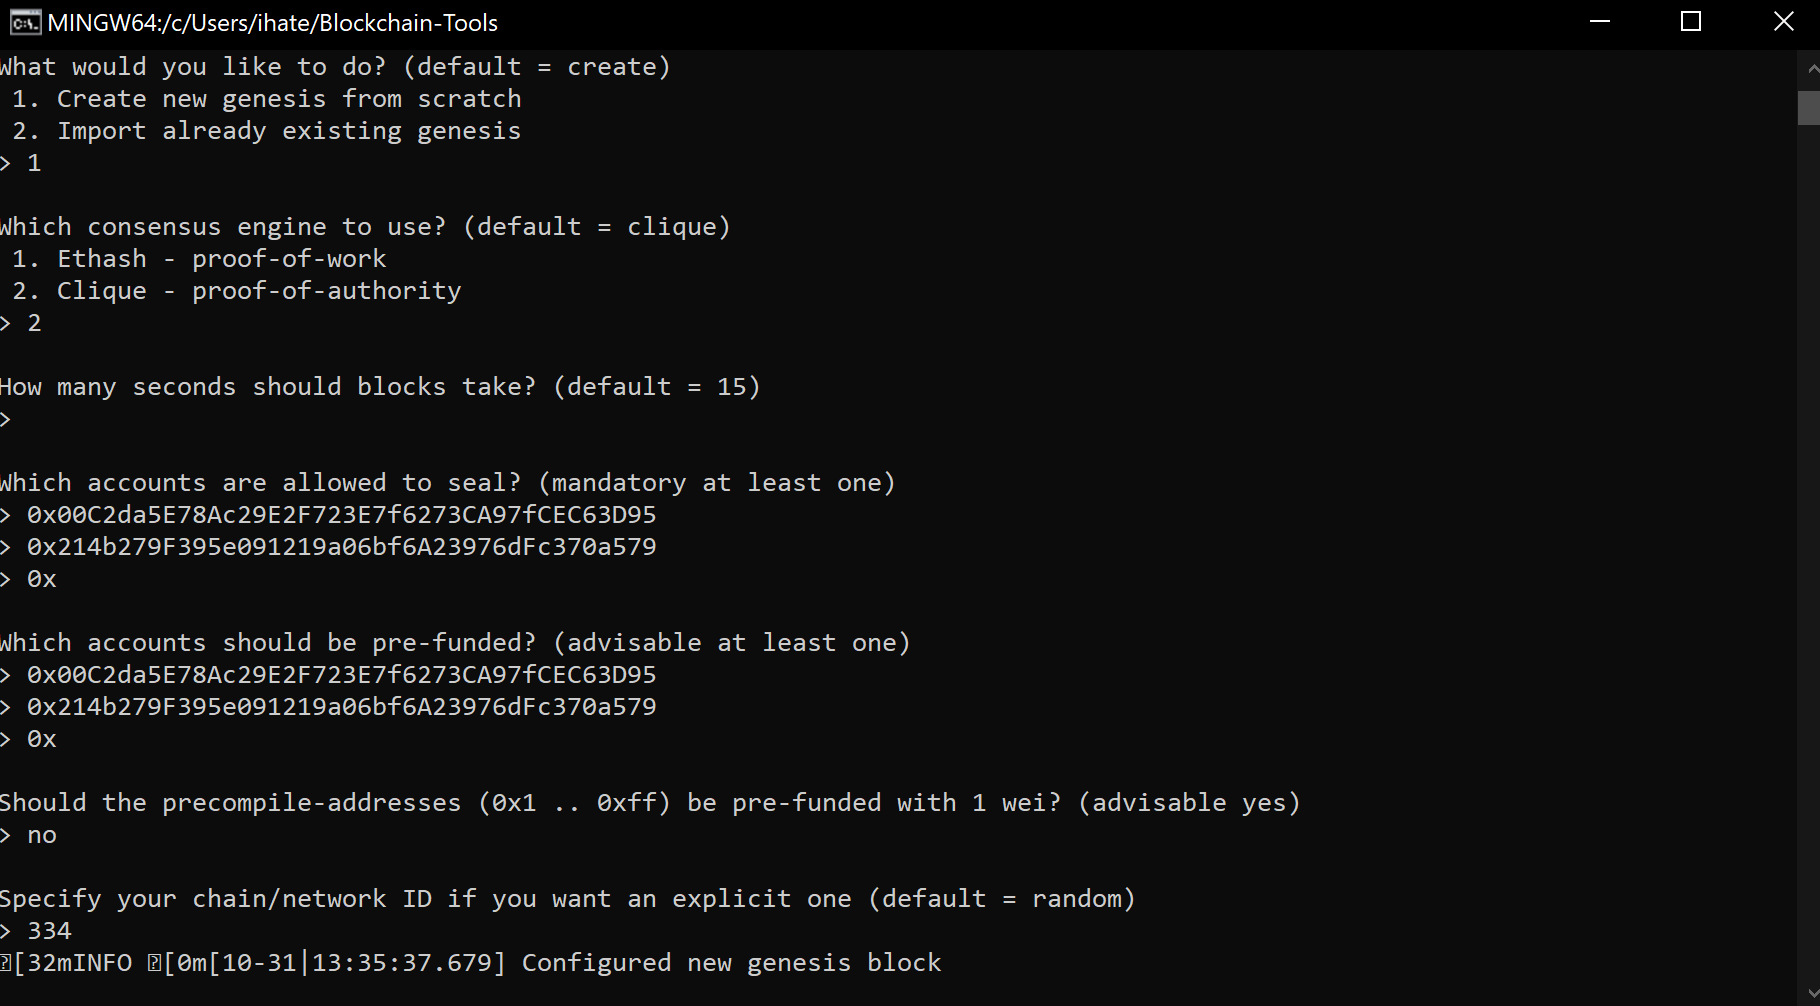 MINGW64:/c/Users/ihate/Blockchain-Tools
What would you like to do? (default = create)
1. Create new genesis from scratch
2. Import already existing genesis
> 1
Which consensus engine to use? (default = clique)
1. Ethash - proof-of-work
2. Clique - proof-of-authority
> 2
How many seconds should blocks take? (default = 15)
>
Which accounts are allowed to seal? (mandatory at least one)
> 0x00C2da5E78Ac29E2F723E7f6273CA97fCEC63D95
> 0x214b279F395e091219a06bf6A23976dFc370a579
> 0x
Which accounts should be pre-funded? (advisable at least one)
> 0x00C2da5E78Ac29E2F723E7f6273CA97fCEC63D95
> 0x214b279F395e091219a06bf6A23976dFc370a579
> 0x
Should the precompile-addresses (0x1 .. 0xff) be pre-funded with 1 wei? (advisable yes)
> no
Specify your chain/network ID if you want an explicit one (default = random)
> 334
[32mINFO [0m[10-31|13:35:37.679] Configured new genesis block